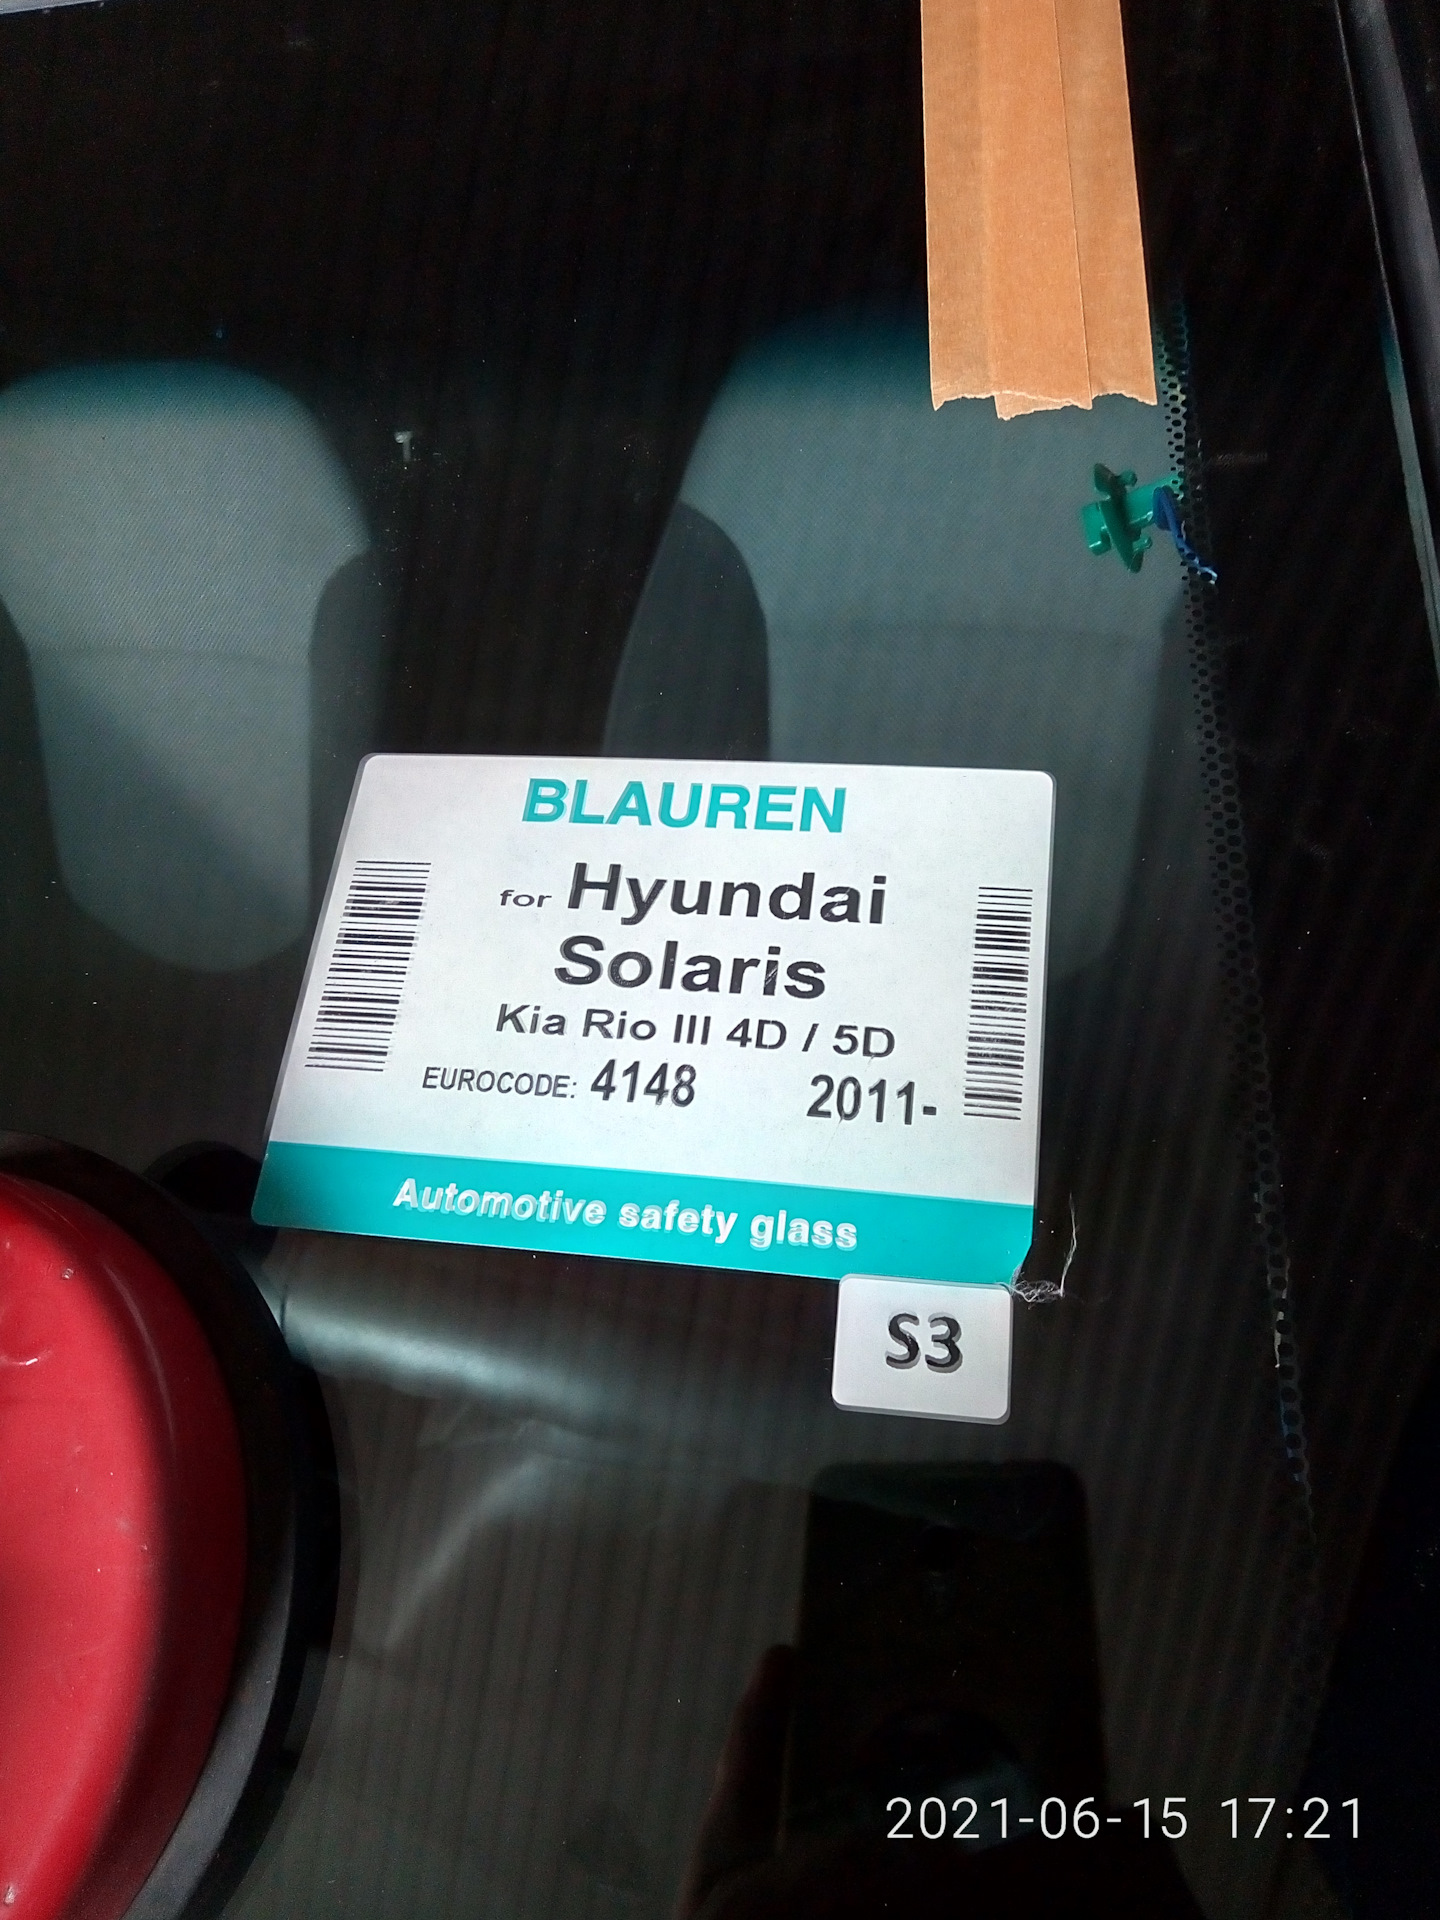 BLAUREN
for Hyundai
Solaris
Kia Rio III 4D / 5D
EUROCODE: 4148 2011-
Automotive safety glass
S3
2021-06-15 17:21